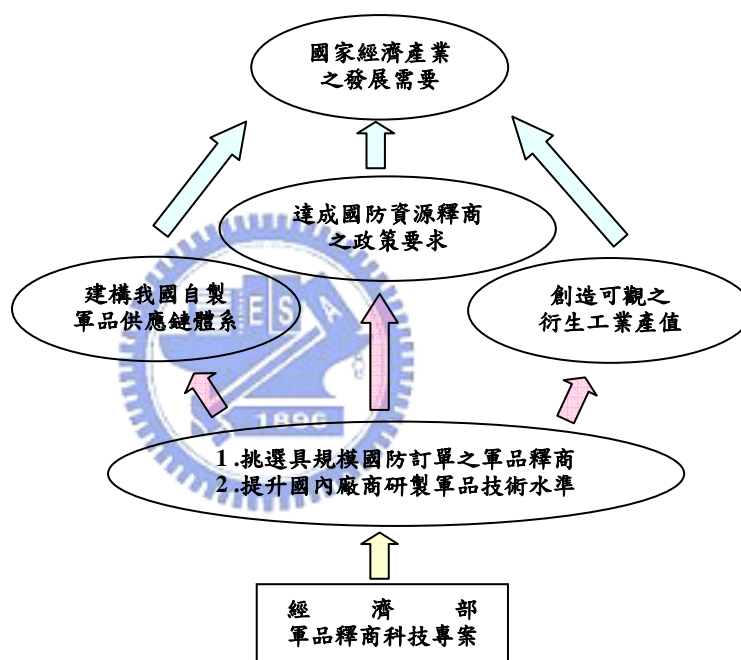 國家經濟產業
之發展需要
達成國防資源釋商
之政策要求
建構我國自製
軍品供應鏈體系
創造可觀之
衍生工業產值
E S A
1896
1.挑選具規模國防訂單之軍品釋商
2.提升國內廠商研製軍品技術水準
經 濟 部
軍品釋商科技專案